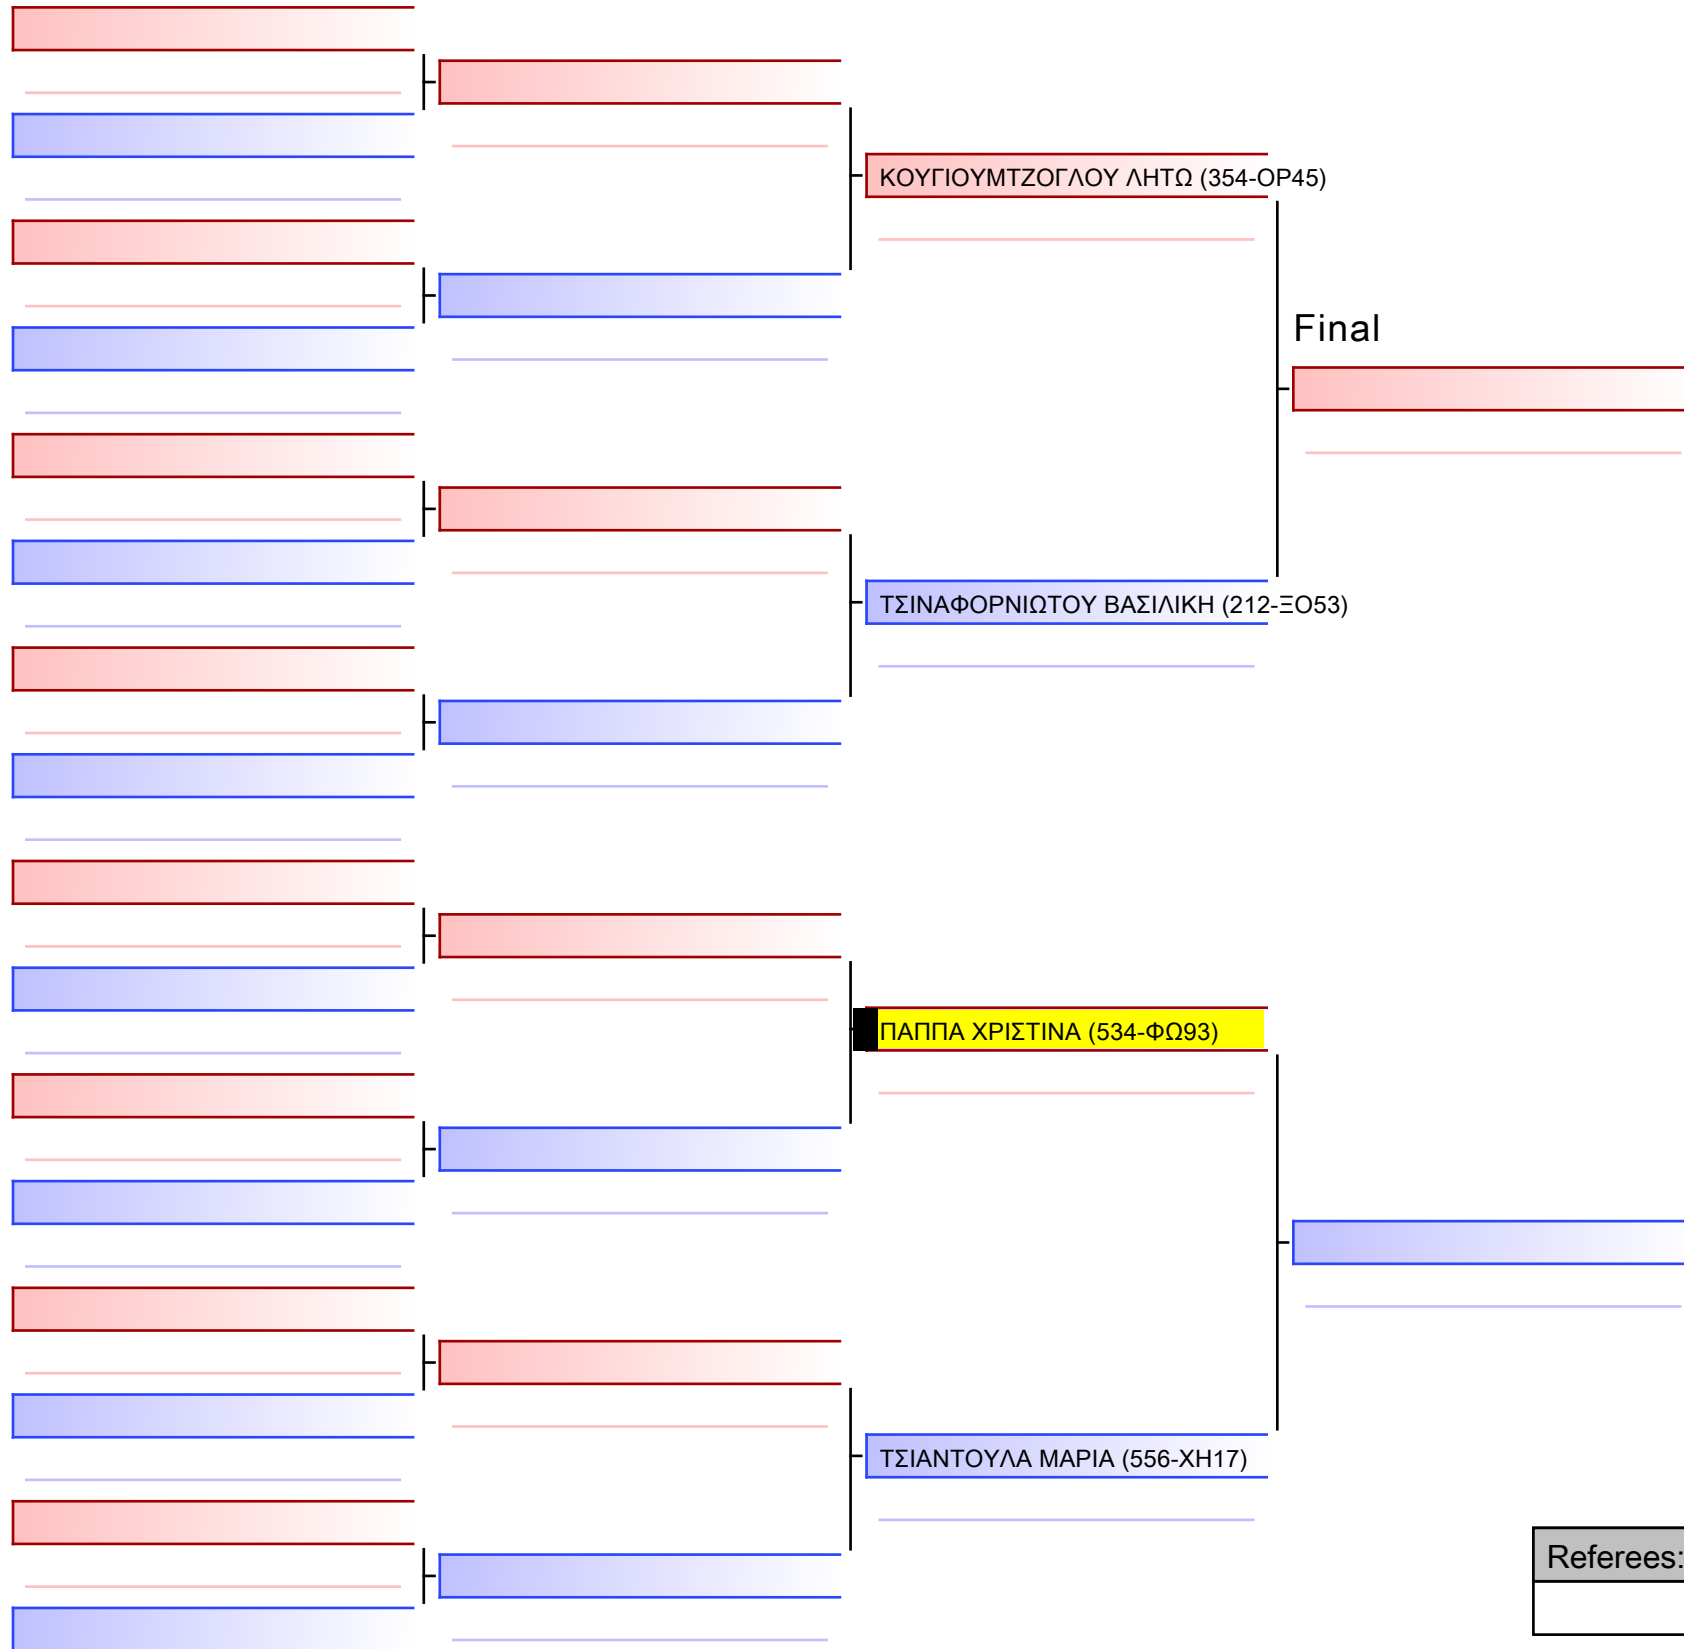 ΚΟΥΓΙΟΥΜΤΖΟΓΛΟΥ ΛΗΤΩ (354-ΟΡ45)
Final
ΤΣΙΝΑΦΟΡΝΙΩΤΟΥ ΒΑΣΙΛΙΚΗ (212-ΞΟ53)
ΠΑΠΠΑ ΧΡΙΣΤΙΝΑ (534-ΦΩ93)
ΤΣΙΑΝΤΟΥΛΑ ΜΑΡΙΑ (556-ΧΗ17)
Referees: